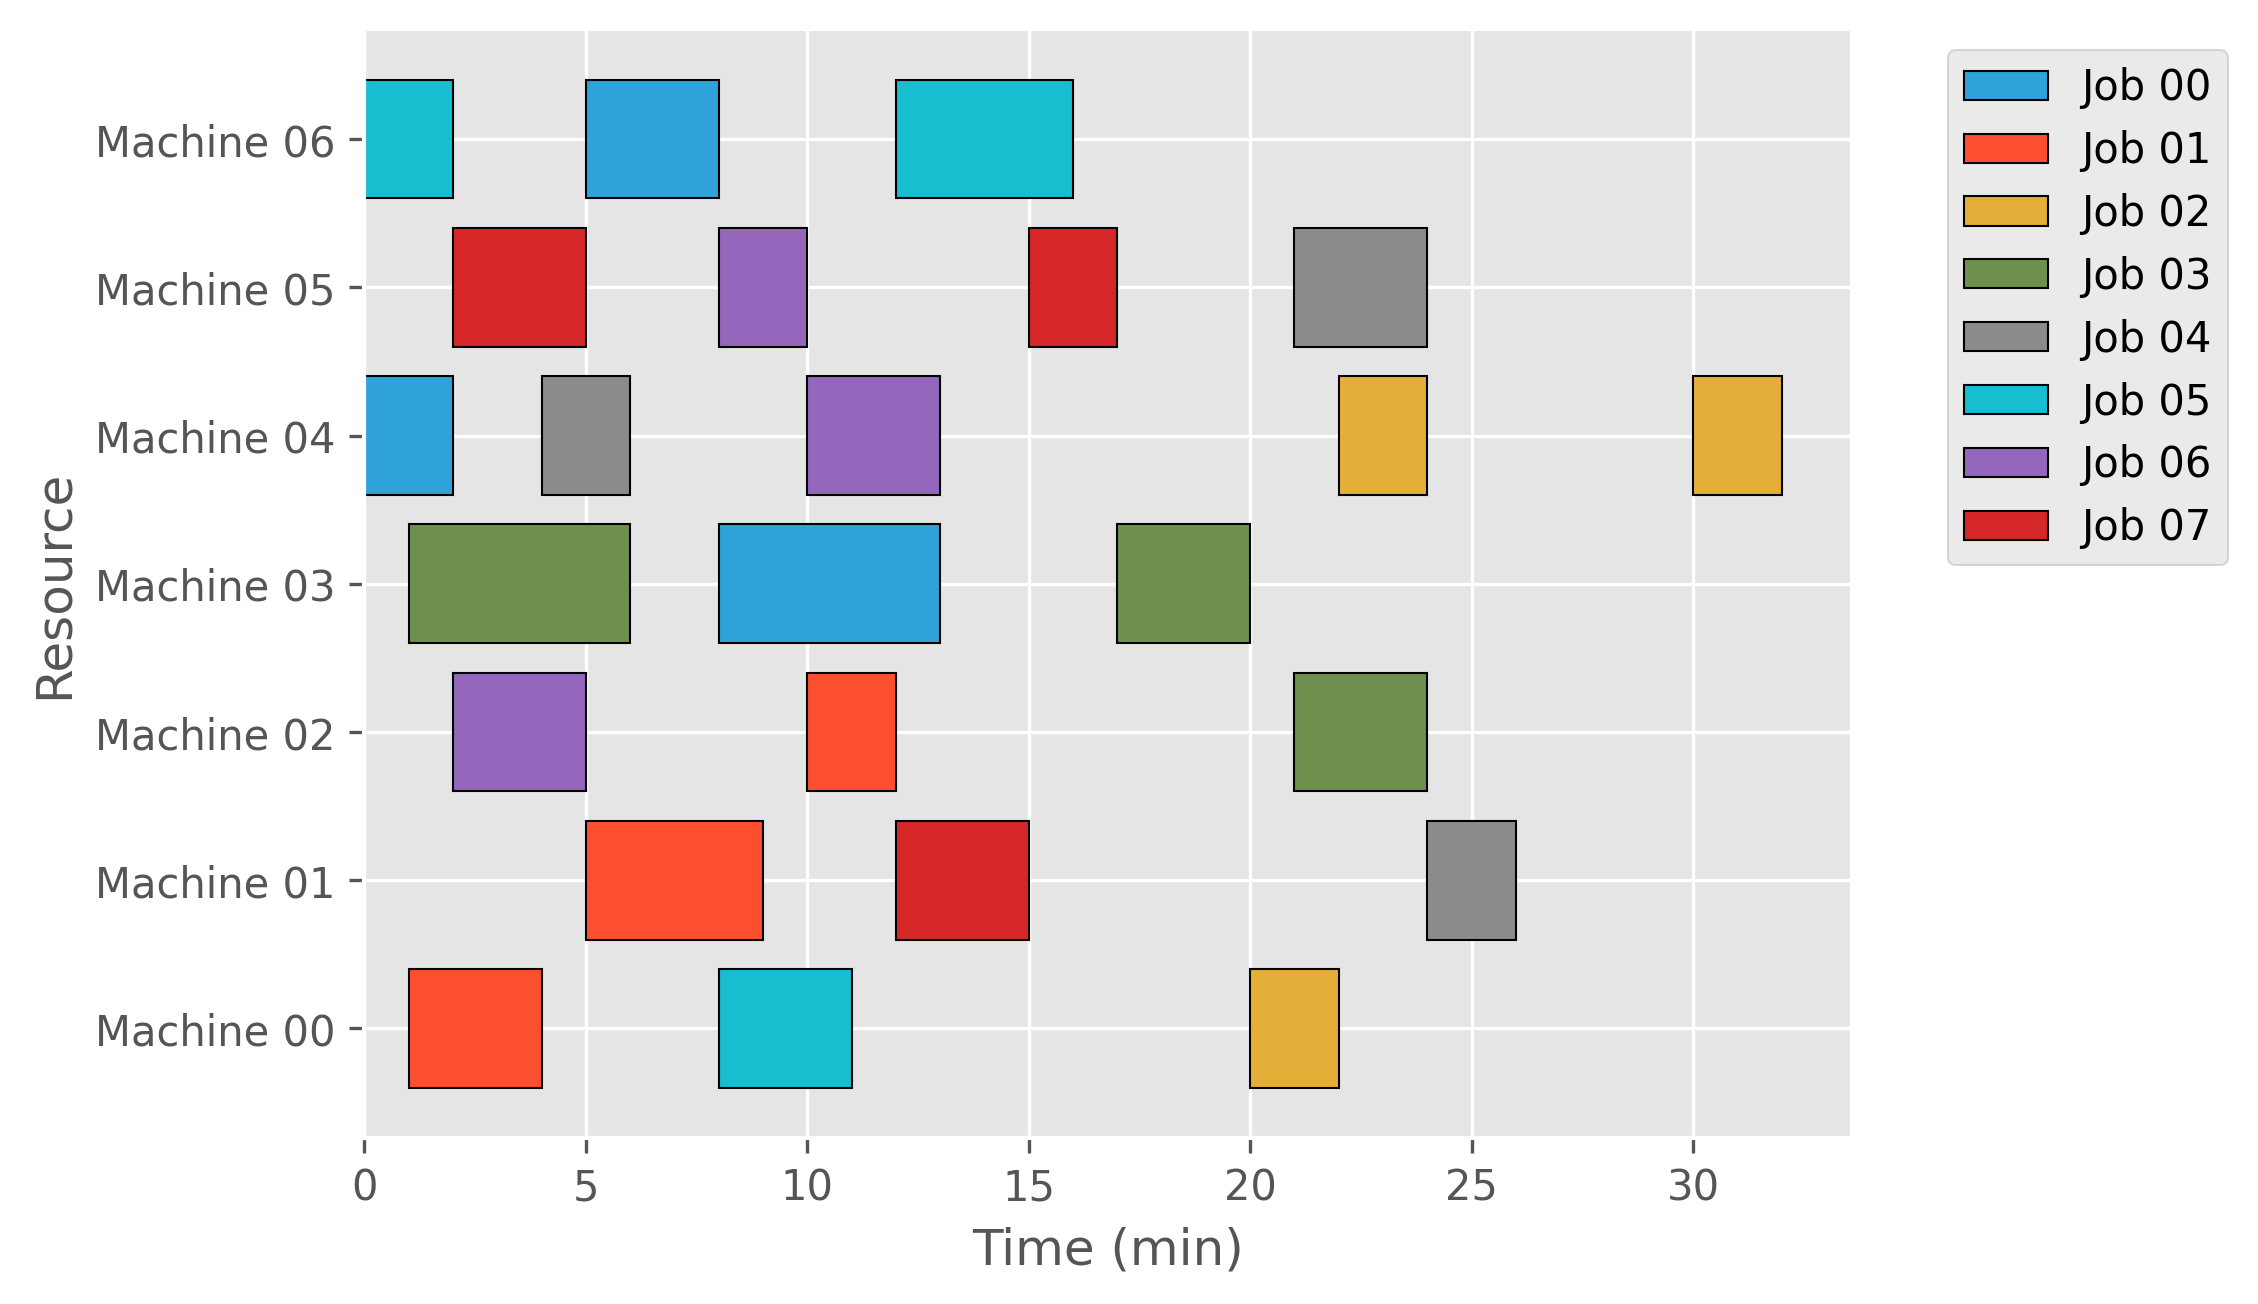 Machine 06
Machine 05
Machine 04
Machine 03
Machine 02
Machine 01
Machine 00
Resource
0 5 10 15 20 25 30
Time (min)
Job 00
Job 01
Job 02
Job 03
Job 04
Job 05
Job 06
Job 07